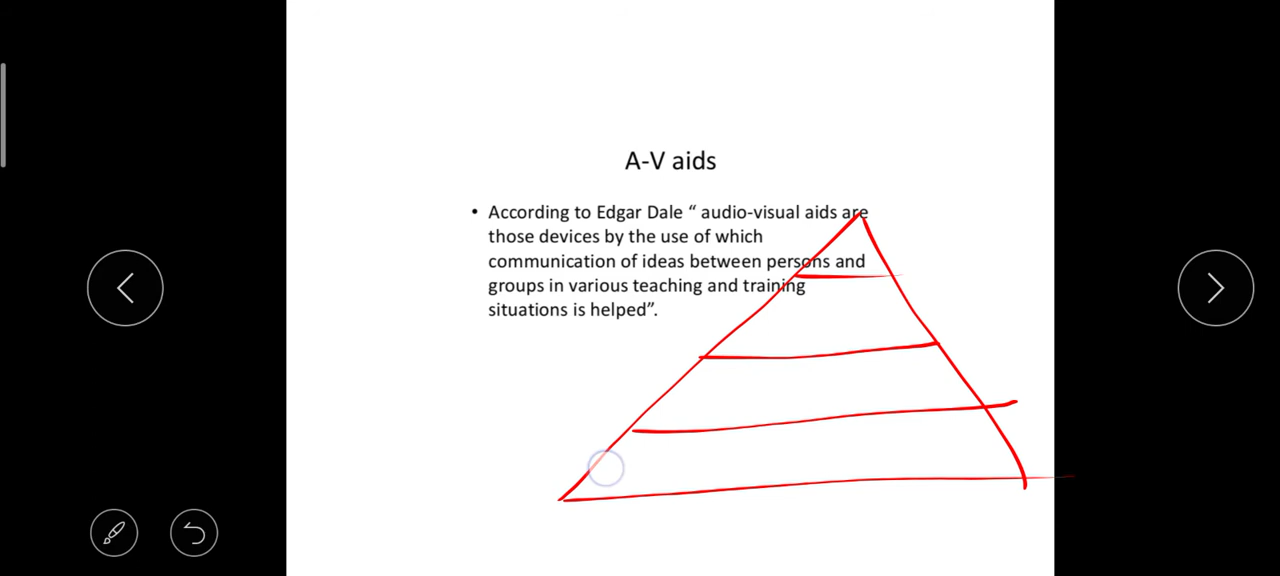 A-V aids
• According to Edgar Dale “ audio-visual aids are
those devices by the use of which
communication of ideas between persons and
groups in various teaching and training
situations is helped”.